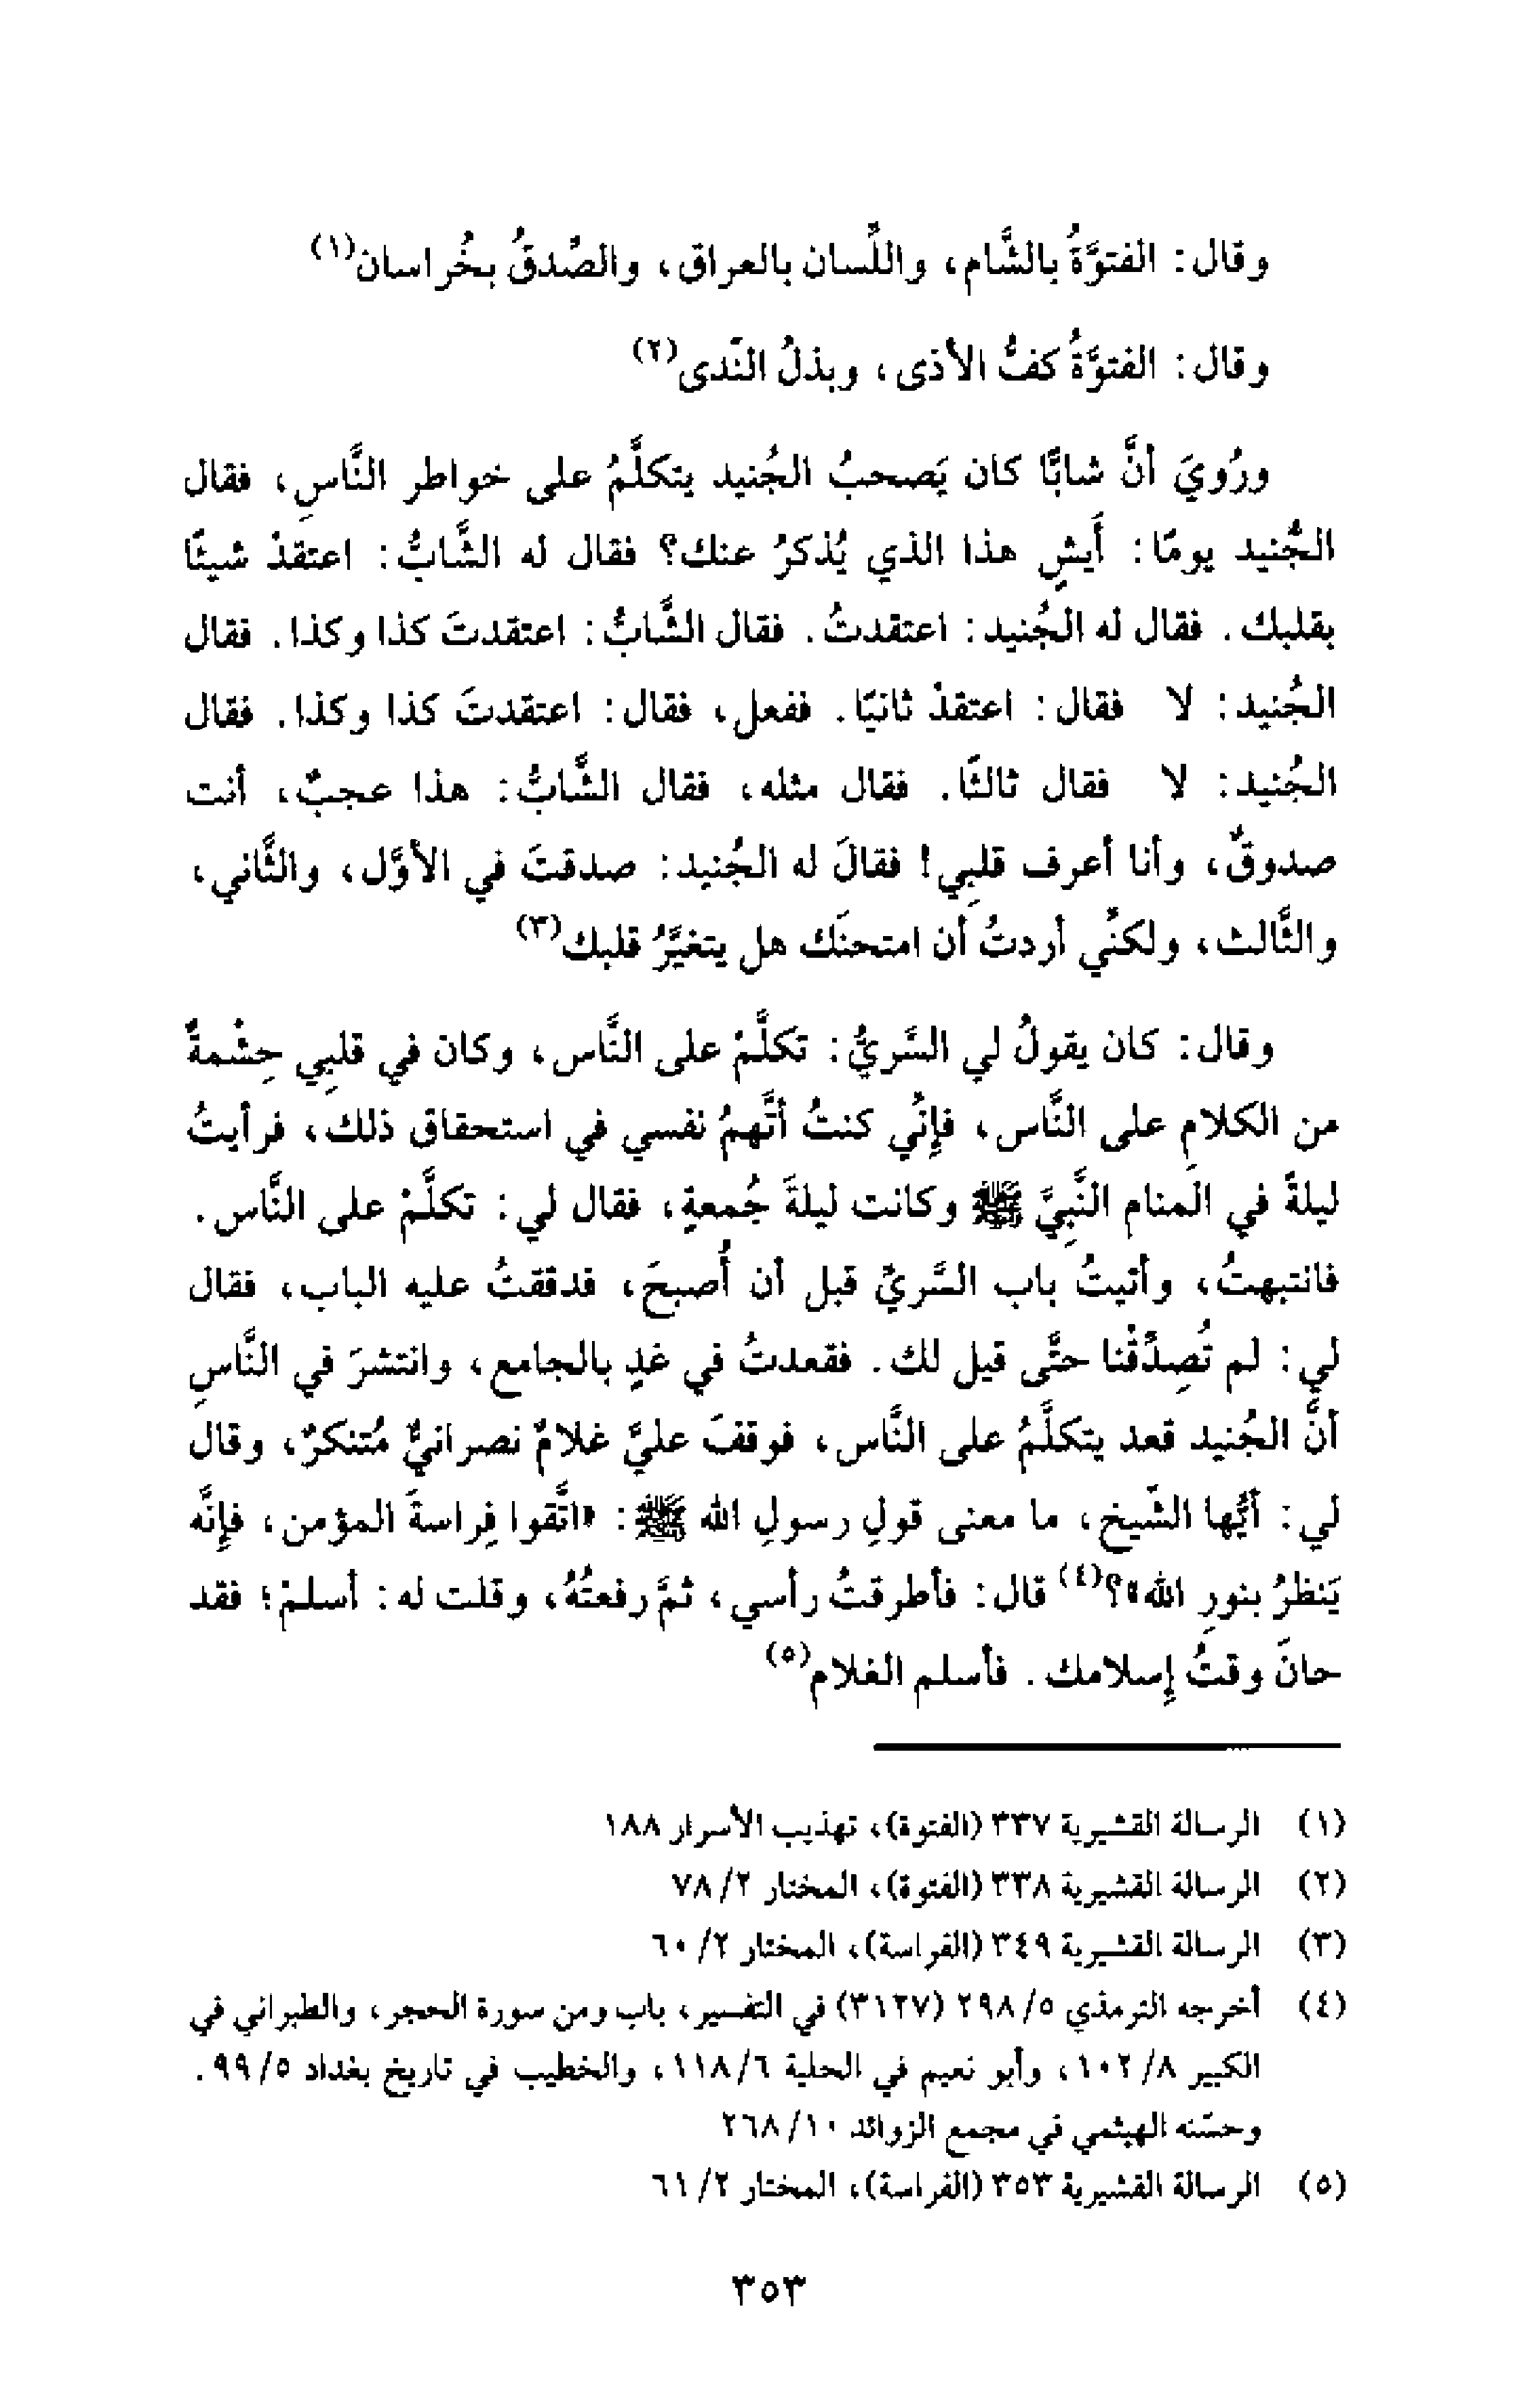 وقال: الفتوَّةُ بالشَّام، واللِّسان بالعراق، والصِّدقُ بخُراسان(١)
وقال: الفتوَّةُ كفُّ الأذى، وبذلُ النَّدى(٢)
ورُويَ أنَّ شابًّا كان يَصحبُ الجُنيد يتكلَّمُ على خواطر النَّاسِ، فقال
الجُنيد يومًا: أَيشٍ هذا الذي يُذكرُ عنك؟ فقال له الشَّابُّ: اعتقدْ شيئًا
بقلبك. فقال له الجُنيد: اعتقدتُ. فقال الشَّابُّ: اعتقدتَ كذا وكذا. فقال
الجُنيد: لا فقال: اعتقدْ ثانيًا. ففعل، فقال: اعتقدتَ كذا وكذا. فقال
الجُنيد: لا فقال ثالثًا. فقال مثله، فقال الشَّابُّ: هذا عجبٌ، أنت
صدوقٌ، وأنا أعرف قلبِي! فقالَ له الجُنيد: صدقتَ في الأوَّل، والثَّاني،
والثَّالث، ولكنِّي أردتُ أن امتحنَك هل يتغيَّرُ قلبك(٣)
وقال: كان يقولُ لي السَّريُّ: تكلَّمْ على النَّاس، وكان في قلبِي حِشْمةٌ
من الكلامِ على النَّاس، فإنِّي كنتُ أتَّهمُ نفسي في استحقاق ذلك، فرأيتُ
ليلةً في المنام النَّبِيَّ ﷺ وكانت ليلةَ جُمعةٍ، فقال لي: تكلَّمْ على النَّاس.
فانتبهتُ، وأتيتُ باب السَّريِّ قبل أن أُصبحَ، فدققتُ عليه الباب، فقال
لي: لم تُصدِّقْنا حتَّى قيل لك. فقعدتُ في غدٍ بالجامع، وانتشرَ في النَّاسِ
أنَّ الجُنيد قعد يتكلَّمُ على النَّاس، فوقفَ عليَّ غلامٌ نصرانيٌّ مُتنكرٌ، وقال
لي: أيُّها الشَّيخ، ما معنى قولِ رسولِ الله ﷺ: «اتَّقوا فِراسةَ المؤمن، فإنَّه
يَنظرُ بنورِ الله»؟(٤) قال: فأطرقتُ رأسي، ثمَّ رفعتُهُ، وقلت له: أسلمْ؛ فقد
حانَ وقتُ إسلامك. فأسلم الغلام(٥)
(١) الرسالة القشيرية ٣٣٧ (الفتوة)، تهذيب الأسرار ١٨٨
(٢) الرسالة القشيرية ٣٣٨ (الفتوة)، المختار ٧٨/٢
(٣) الرسالة القشيرية ٣٤٩ (الفراسة)، المختار ٦٠/٢
(٤) أخرجه الترمذي ٢٩٨/٥ (٣١٢٧) في التفسير، باب ومن سورة الحجر، والطبراني في
الكبير ١٠٢/٨، وأبو نعيم في الحلية ١١٨/٦، والخطيب في تاريخ بغداد ٩٩/٥.
وحسّنه الهيثمي في مجمع الزوائد ٢٦٨/١٠
(٥) الرسالة القشيرية ٣٥٣ (الفراسة)، المختار ٦١/٢
٣٥٣